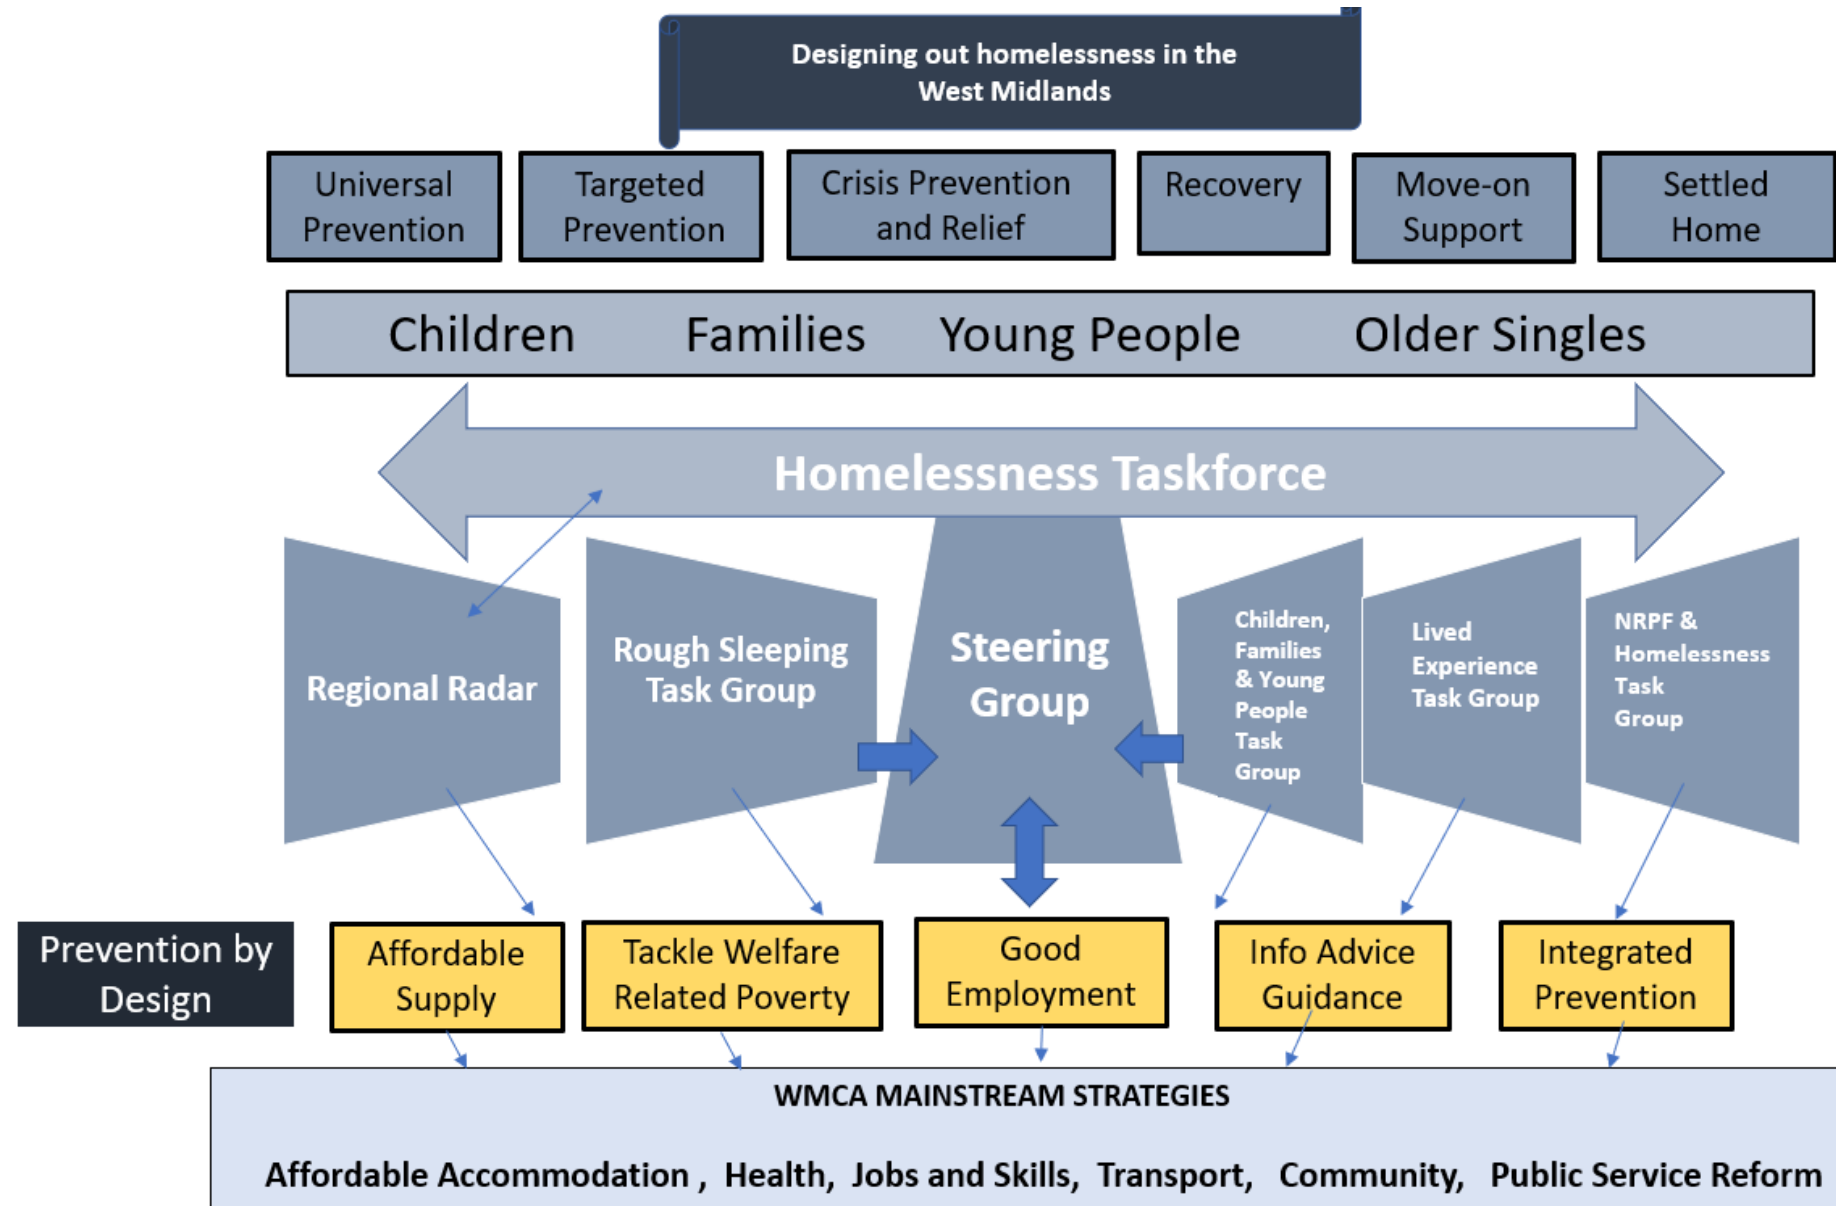 Designing out homelessness in the
West Midlands
Universal
Prevention
Targeted
Prevention
Crisis Prevention
and Relief
Recovery
Move-on
Support
Settled
Home
Children Families Young People Older Singles
Homelessness Taskforce
Regional Radar
Rough Sleeping
Task Group
Steering
Group
Children,
Families
& Young
People
Task
Group
Lived
Experience
Task Group
NRPF &
Homelessness
Task
Group
Prevention by
Design
Affordable
Supply
Tackle Welfare
Related Poverty
Good
Employment
Info Advice
Guidance
Integrated
Prevention
WMCA MAINSTREAM STRATEGIES
Affordable Accommodation , Health, Jobs and Skills, Transport, Community, Public Service Reform